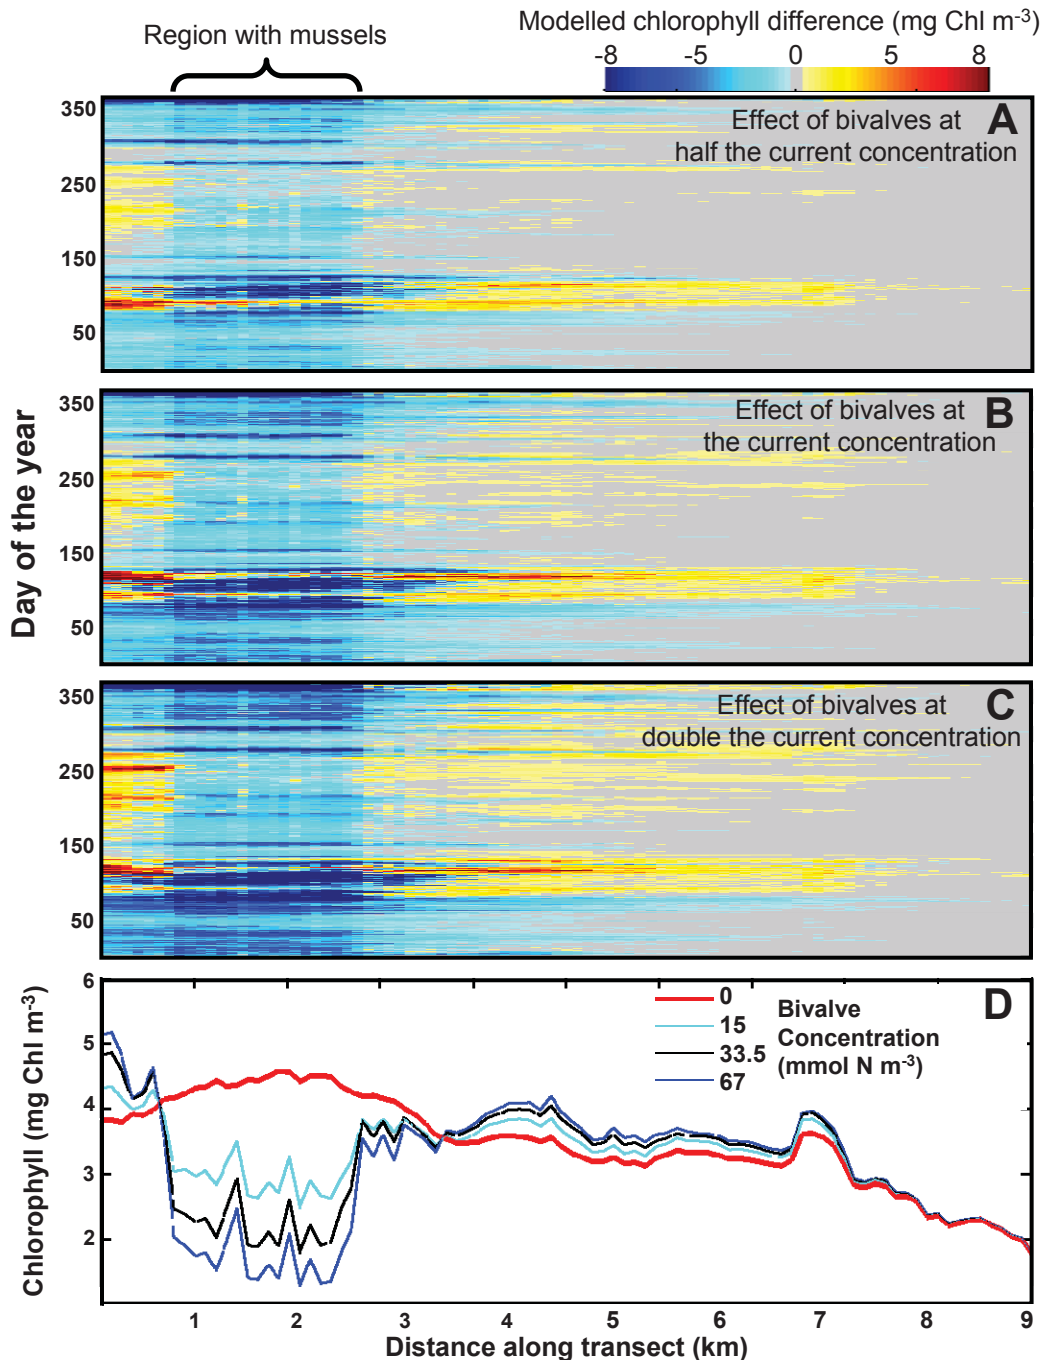 Modelled chlorophyll difference (mg Chl m-3)
Region with mussels
-8 -5 0 5 8
350
250
150
50
A
Effect of bivalves at
half the current concentration
350
250
150
50
B
Effect of bivalves at
the current concentration
350
250
150
50
C
Effect of bivalves at
double the current concentration
Day of the year
6
5
4
3
2
Chlorophyll (mg Chl m-3)
D
0
15
33.5
67
Bivalve
Concentration
(mmol N m-3)
1 2 3 4 5 6 7 8 9
Distance along transect (km)